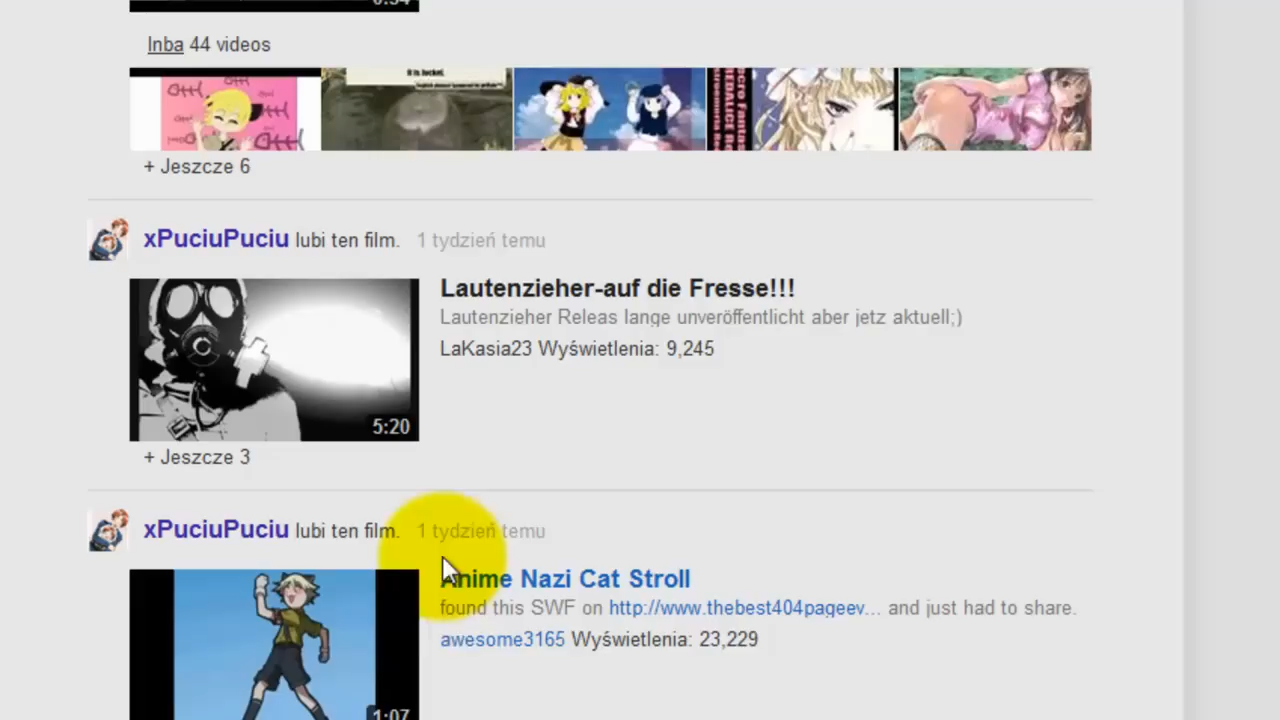 Inba 44 videos
+ Jeszcze 6
xPuciuPuciu lubi ten film. 1 tydzień temu
Lautenzieher-auf die Fresse!!!
Lautenzieher Releas lange unveröffentlicht aber jetz aktuell;)
LaKasia23 Wyświetlenia: 9,245
5:20
+ Jeszcze 3
xPuciuPuciu lubi ten film. 1 tydzień temu
Anime Nazi Cat Stroll
found this SWF on http://www.thebest404pageev... and just had to share.
awesome3165 Wyświetlenia: 23,229
1:07